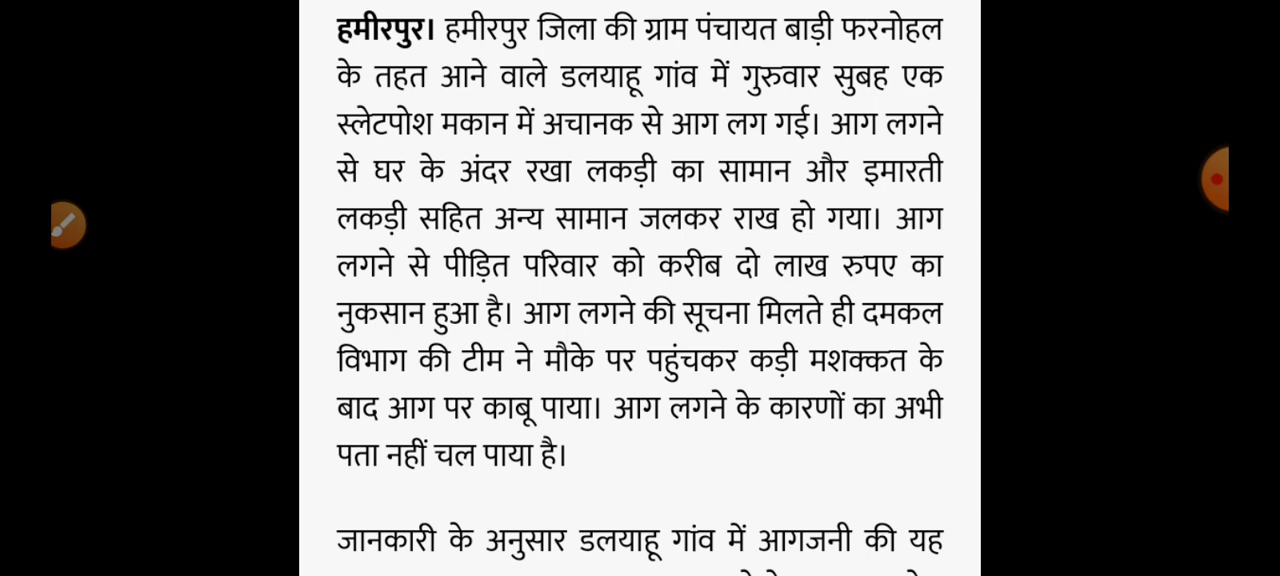 हमीरपुर। हमीरपुर जिला की ग्राम पंचायत बाड़ी फरनोहल
के तहत आने वाले डलयाहू गांव में गुरुवार सुबह एक
स्लेटपोश मकान में अचानक से आग लग गई। आग लगने
से घर के अंदर रखा लकड़ी का सामान और इमारती
लकड़ी सहित अन्य सामान जलकर राख हो गया। आग
लगने से पीड़ित परिवार को करीब दो लाख रुपए का
नुकसान हुआ है। आग लगने की सूचना मिलते ही दमकल
विभाग की टीम ने मौके पर पहुंचकर कड़ी मशक्कत के
बाद आग पर काबू पाया। आग लगने के कारणों का अभी
पता नहीं चल पाया है।
जानकारी के अनुसार डलयाहू गांव में आगजनी की यह